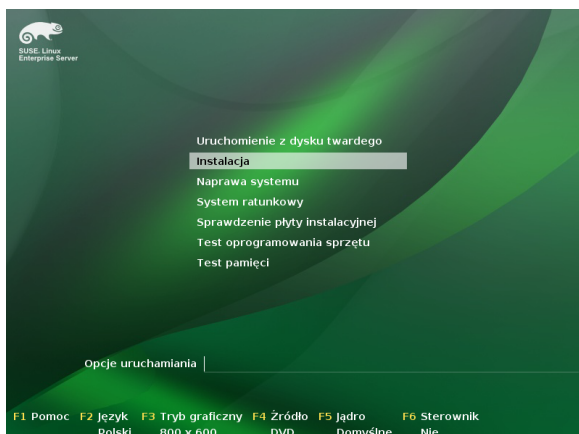 SUSE. Linux
Enterprise Server
Uruchomienie z dysku twardego
Instalacja
Naprawa systemu
System ratunkowy
Sprawdzenie płyty instalacyjnej
Test oprogramowania sprzętu
Test pamięci
Opcje uruchamiania
F1 Pomoc F2 Język F3 Tryb graficzny F4 Źródło F5 Jądro F6 Sterownik
Polski 800 x 600 DVD Domyślne Nie